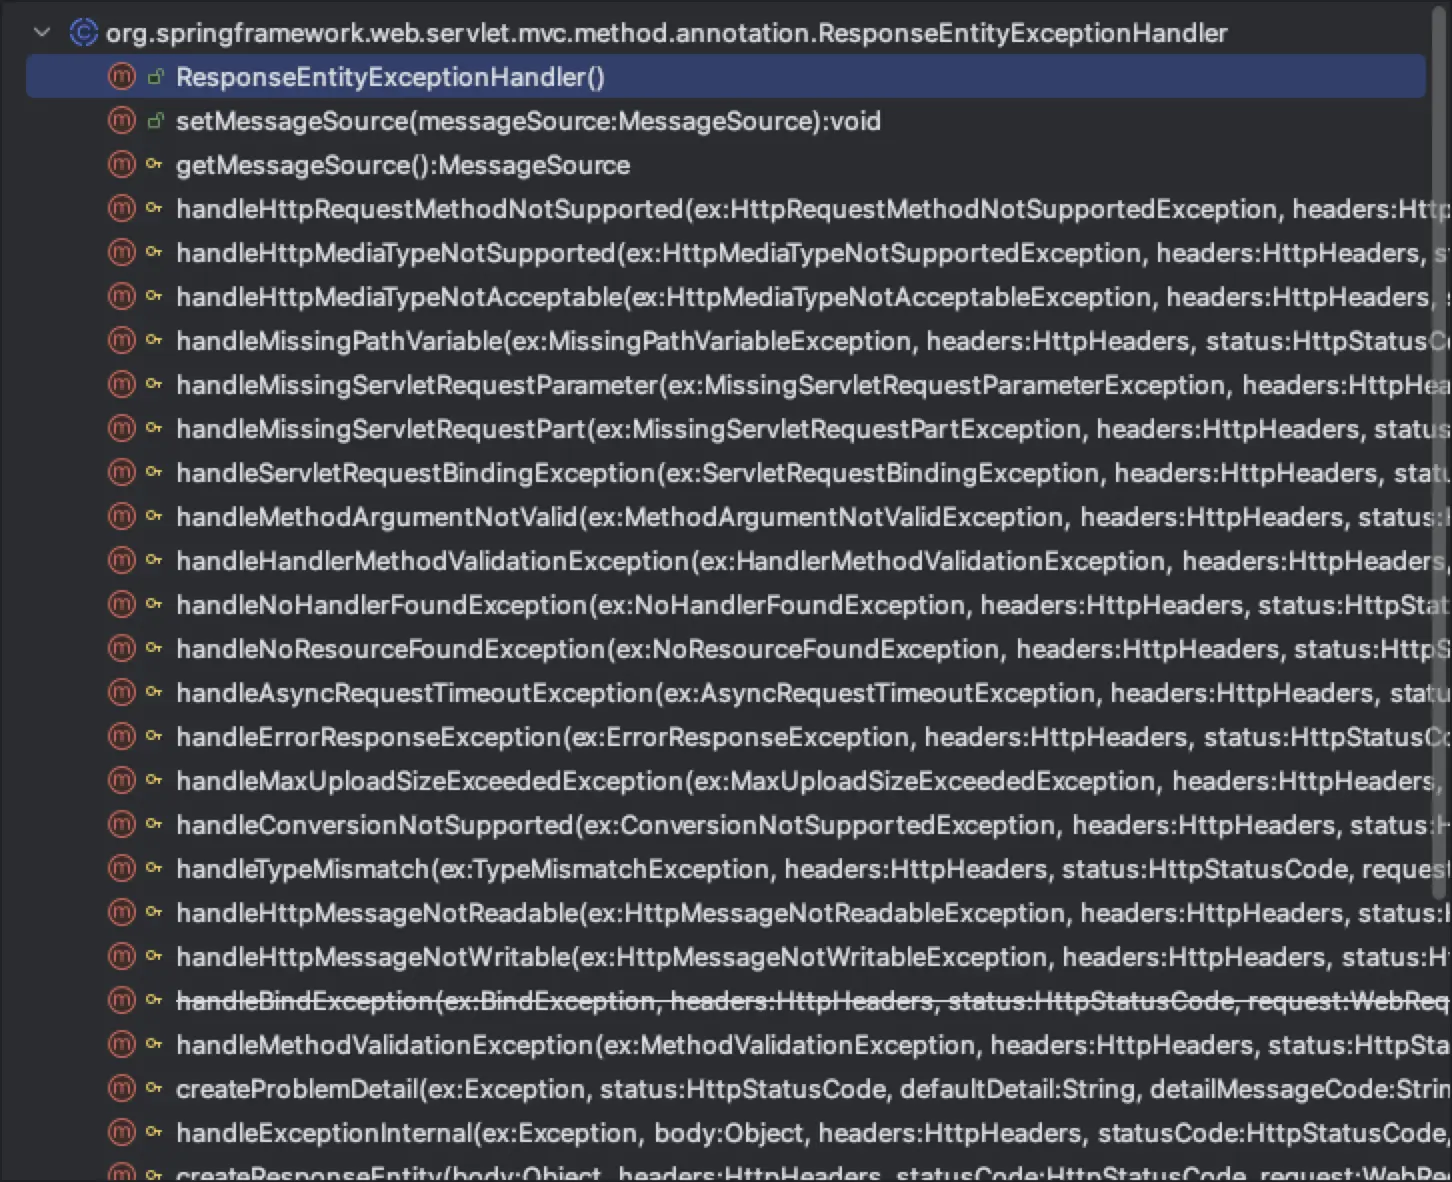 org.springframework.web.servlet.mvc.method.annotation.ResponseEntityExceptionHandler
ResponseEntityExceptionHandler()
setMessageSource(messageSource:MessageSource):void
getMessageSource():MessageSource
handleHttpRequestMethodNotSupported(ex:HttpRequestMethodNotSupportedException, headers:Http
handleHttpMediaTypeNotSupported(ex:HttpMediaTypeNotSupportedException, headers:HttpHeaders, s
handleHttpMediaTypeNotAcceptable(ex:HttpMediaTypeNotAcceptableException, headers:HttpHeaders,
handleMissingPathVariable(ex:MissingPathVariableException, headers:HttpHeaders, status:HttpStatusCo
handleMissingServletRequestParameter(ex:MissingServletRequestParameterException, headers:HttpHea
handleMissingServletRequestPart(ex:MissingServletRequestPartException, headers:HttpHeaders, status
handleServletRequestBindingException(ex:ServletRequestBindingException, headers:HttpHeaders, statu
handleMethodArgumentNotValid(ex:MethodArgumentNotValidException, headers:HttpHeaders, status:H
handleHandlerMethodValidationException(ex:HandlerMethodValidationException, headers:HttpHeaders,
handleNoHandlerFoundException(ex:NoHandlerFoundException, headers:HttpHeaders, status:HttpStat
handleNoResourceFoundException(ex:NoResourceFoundException, headers:HttpHeaders, status:HttpS
handleAsyncRequestTimeoutException(ex:AsyncRequestTimeoutException, headers:HttpHeaders, statu
handleErrorResponseException(ex:ErrorResponseException, headers:HttpHeaders, status:HttpStatusCo
handleMaxUploadSizeExceededException(ex:MaxUploadSizeExceededException, headers:HttpHeaders,
handleConversionNotSupported(ex:ConversionNotSupportedException, headers:HttpHeaders, status:H
handleTypeMismatch(ex:TypeMismatchException, headers:HttpHeaders, status:HttpStatusCode, request
handleHttpMessageNotReadable(ex:HttpMessageNotReadableException, headers:HttpHeaders, status:H
handleHttpMessageNotWritable(ex:HttpMessageNotWritableException, headers:HttpHeaders, status:H
handleBindException(ex:BindException, headers:HttpHeaders, status:HttpStatusCode, request:WebReq
handleMethodValidationException(ex:MethodValidationException, headers:HttpHeaders, status:HttpSta
createProblemDetail(ex:Exception, status:HttpStatusCode, defaultDetail:String, detailMessageCode:Strin
handleExceptionInternal(ex:Exception, body:Object, headers:HttpHeaders, statusCode:HttpStatusCode,
createResponseEntity(body:Object, headers:HttpHeaders, statusCode:HttpStatusCode, request:WebRe